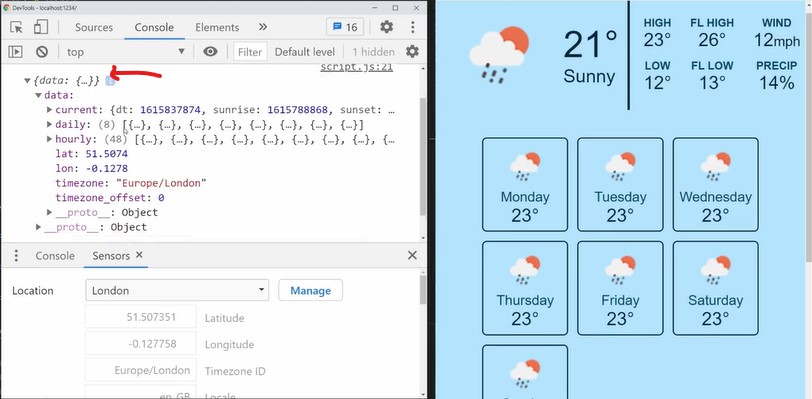 DevTools - localhost:1234/
Sources
Console
Elements
»
16
top
Filter
Default level
1 hidden
script.js:21
▼{data: {…}} i
▼data:
▶current: {dt: 1615837874, sunrise: 1615788868, sunset: …
▶daily: (8) [{…}, {…}, {…}, {…}, {…}, {…}, {…}, {…}]
▶hourly: (48) [{…}, {…}, {…}, {…}, {…}, {…}, {…}, {…
lat: 51.5074
lon: -0.1278
timezone: "Europe/London"
timezone_offset: 0
▶__proto__: Object
▶__proto__: Object
Console
Sensors ×
Location
London
Manage
51.507351
Latitude
-0.127758
Longitude
Europe/London
Timezone ID
en-GB
Locale
21°
Sunny
HIGH
23°
FL HIGH
26°
WIND
12mph
LOW
12°
FL LOW
13°
PRECIP
14%
Monday
23°
Tuesday
23°
Wednesday
23°
Thursday
23°
Friday
23°
Saturday
23°